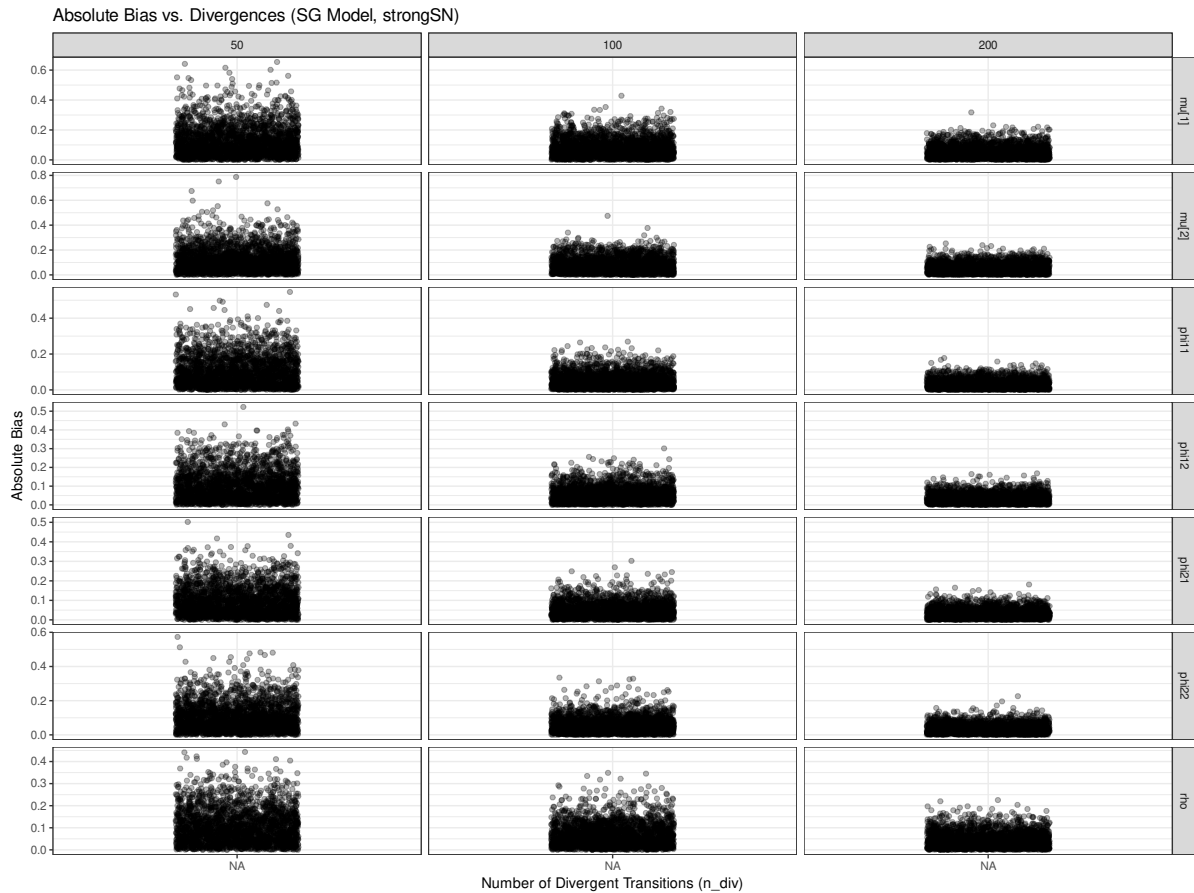 Absolute Bias vs. Divergences (SG Model, strongSN)
50 100 200
0.6
0.4
0.2
0.0
mu[1]
0.8
0.6
0.4
0.2
0.0
mu[2]
0.4
0.2
0.0
phi11
0.5
0.4
0.3
0.2
0.1
0.0
phi12
0.5
0.4
0.3
0.2
0.1
0.0
phi21
0.6
0.4
0.2
0.0
phi22
0.4
0.3
0.2
0.1
0.0
rho
Absolute Bias
NA NA NA
Number of Divergent Transitions (n_div)